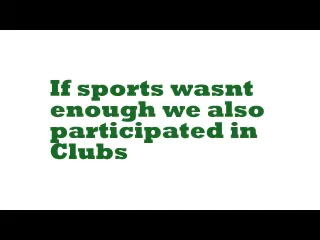 If sports wasnt
enough we also
participated in
Clubs